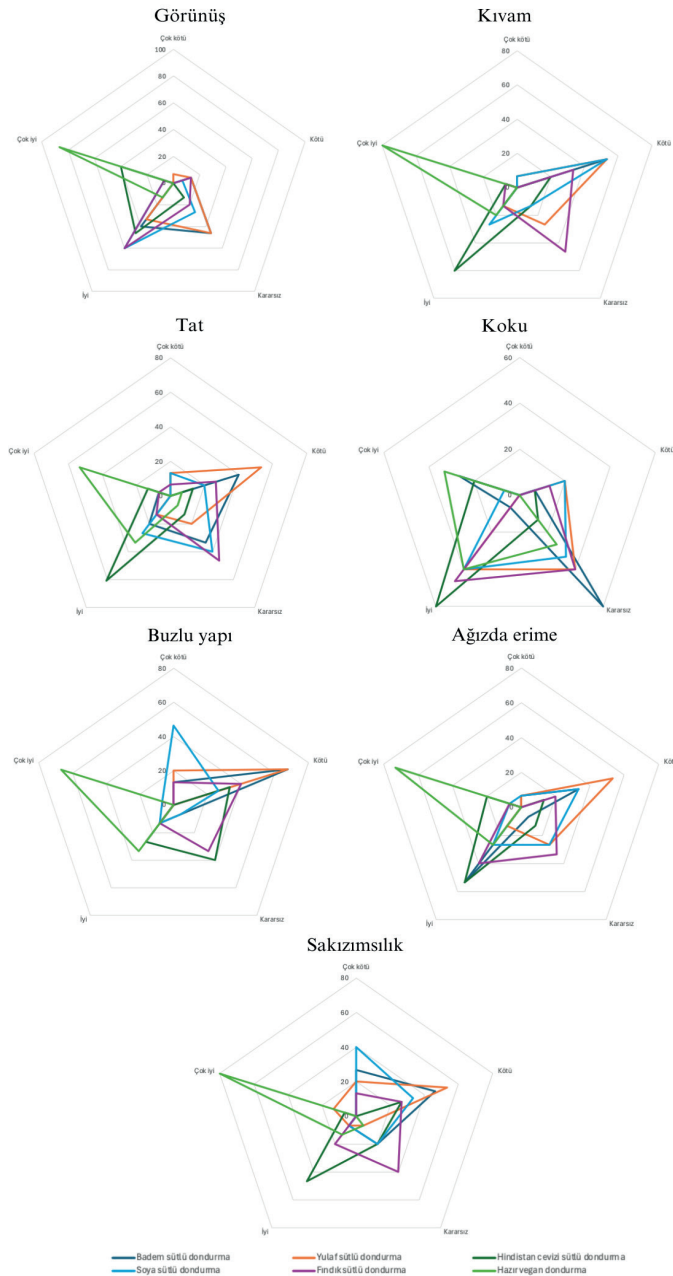 Görünüş
Çok kötü
100
80
60
40
20
0
Çok iyi
Kötü
İyi
Kararsız
Kıvam
Çok kötü
80
60
40
20
0
Çok iyi
Kötü
İyi
Kararsız
Tat
Çok kötü
80
60
40
20
0
Çok iyi
Kötü
İyi
Kararsız
Koku
Çok kötü
60
40
20
0
Çok iyi
Kötü
İyi
Kararsız
Buzlu yapı
Çok kötü
80
60
40
20
0
Çok iyi
Kötü
İyi
Kararsız
Ağızda erime
Çok kötü
80
60
40
20
0
Çok iyi
Kötü
İyi
Kararsız
Sakızımsılık
Çok kötü
80
60
40
20
0
Çok iyi
Kötü
İyi
Kararsız
Badem sütlü dondurma
Yulaf sütlü dondurma
Hindistan cevizi sütlü dondurma
Soya sütlü dondurma
Fındık sütlü dondurma
Hazır vegan dondurma